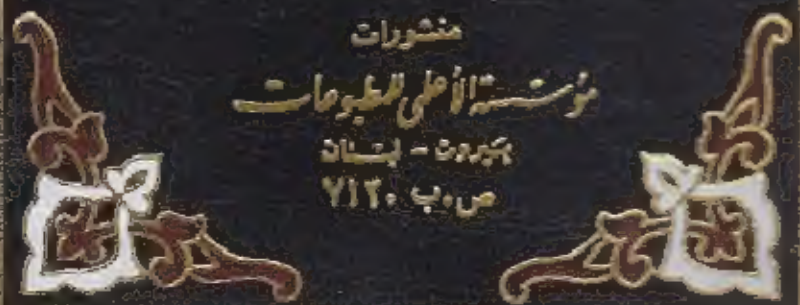 منشورات
مؤسسة الأعلمي للمطبوعات
بيروت - لبنان
ص.ب ٧١٢٠